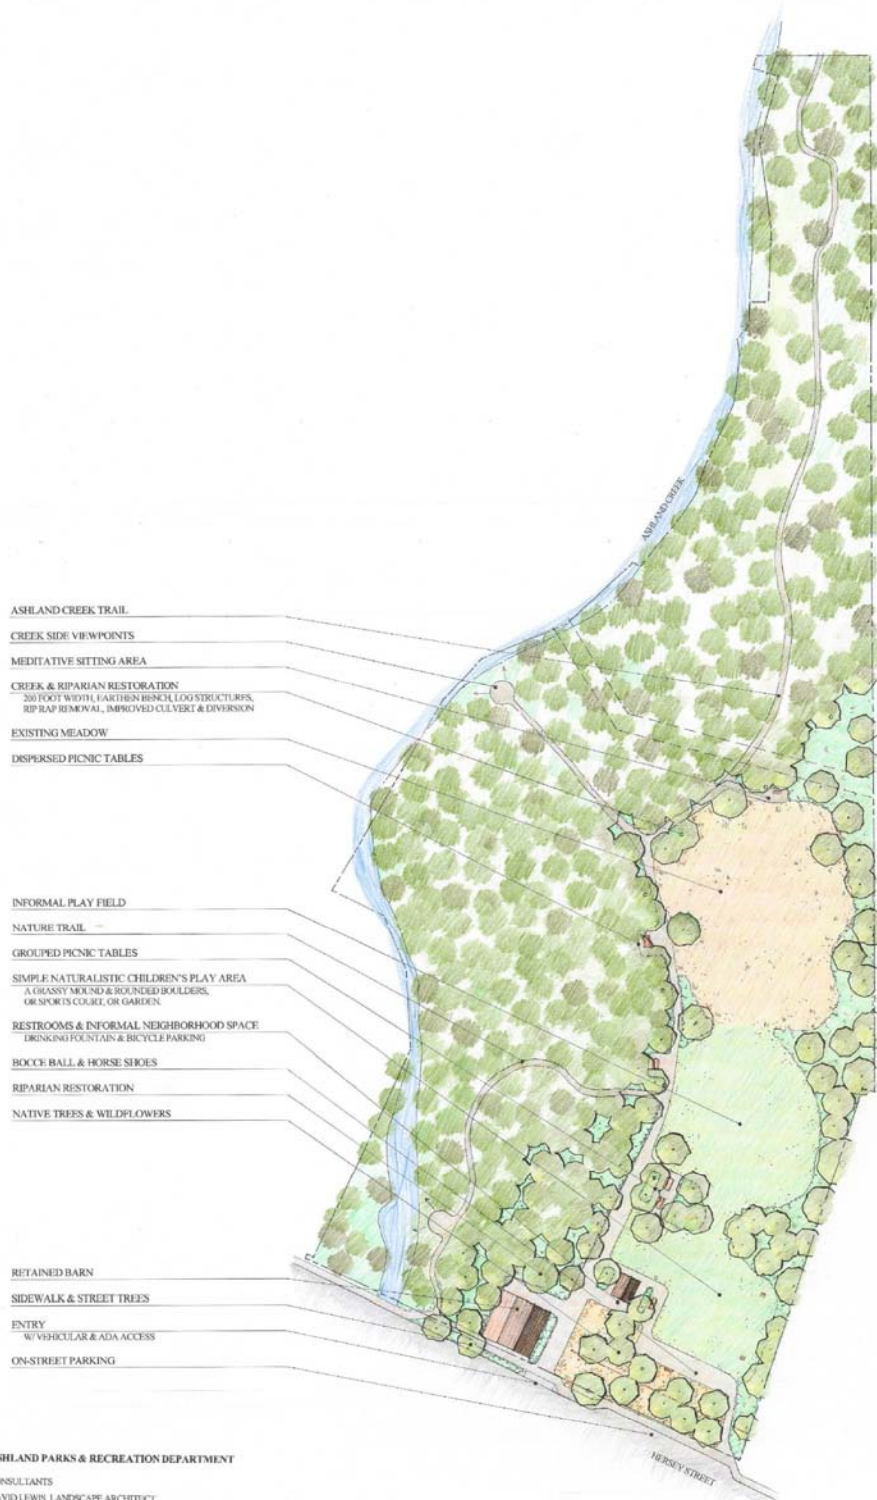 ASHLAND CREEK
ASHLAND CREEK TRAIL
CREEK SIDE VIEWPOINTS
MEDITATIVE SITTING AREA
CREEK & RIPARIAN RESTORATION
200 FOOT WIDTH, EARTHEN BENCH, LOG STRUCTURES,
RIP RAP REMOVAL, IMPROVED CULVERT & DIVERSION
EXISTING MEADOW
DISPERSED PICNIC TABLES
INFORMAL PLAY FIELD
NATURE TRAIL
GROUPED PICNIC TABLES
SIMPLE NATURALISTIC CHILDREN'S PLAY AREA
A GRASSY MOUND & ROUNDED BOULDERS,
OR SPORTS COURT, OR GARDEN.
RESTROOMS & INFORMAL NEIGHBORHOOD SPACE
DRINKING FOUNTAIN & BICYCLE PARKING
BOCCE BALL & HORSE SHOES
RIPARIAN RESTORATION
NATIVE TREES & WILDFLOWERS
RETAINED BARN
SIDEWALK & STREET TREES
ENTRY
W/ VEHICULAR & ADA ACCESS
ON-STREET PARKING
HERSEY STREET
SHLAND PARKS & RECREATION DEPARTMENT
ONSULTANTS
AVID LEWIS, LANDSCAPE ARCHITECT